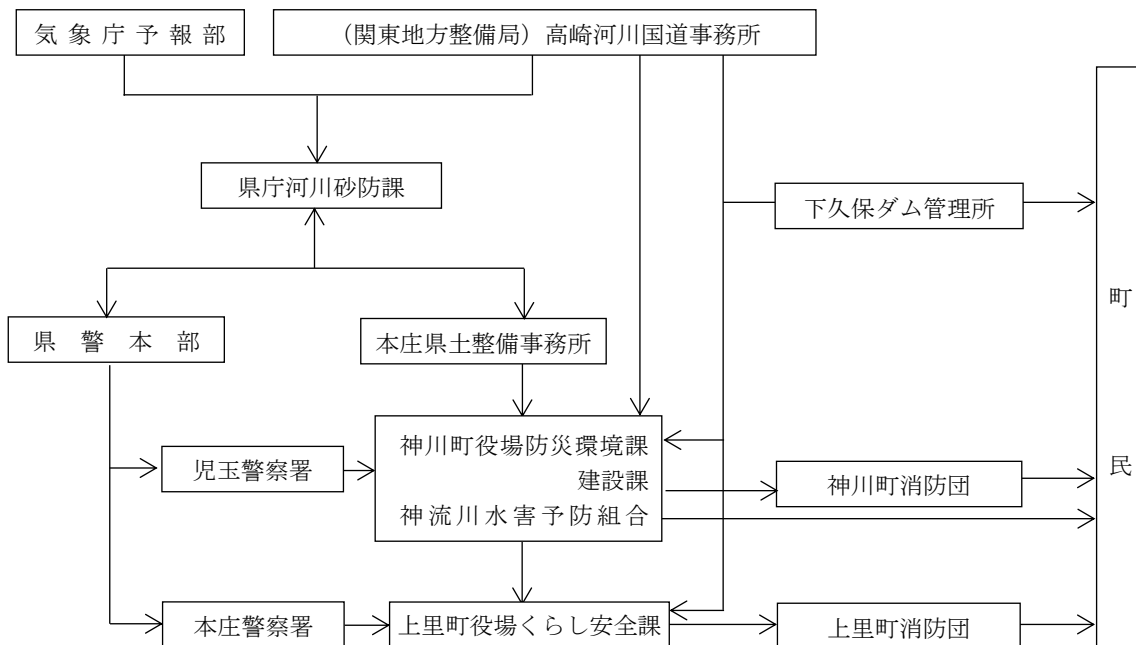 気象庁予報部
（関東地方整備局）高崎河川国道事務所
県庁河川砂防課
下久保ダム管理所
県警本部
本庄県土整備事務所
児玉警察署
神川町役場防災環境課
建設課
神流川水害予防組合
神川町消防団
本庄警察署
上里町役場くらし安全課
上里町消防団
町民